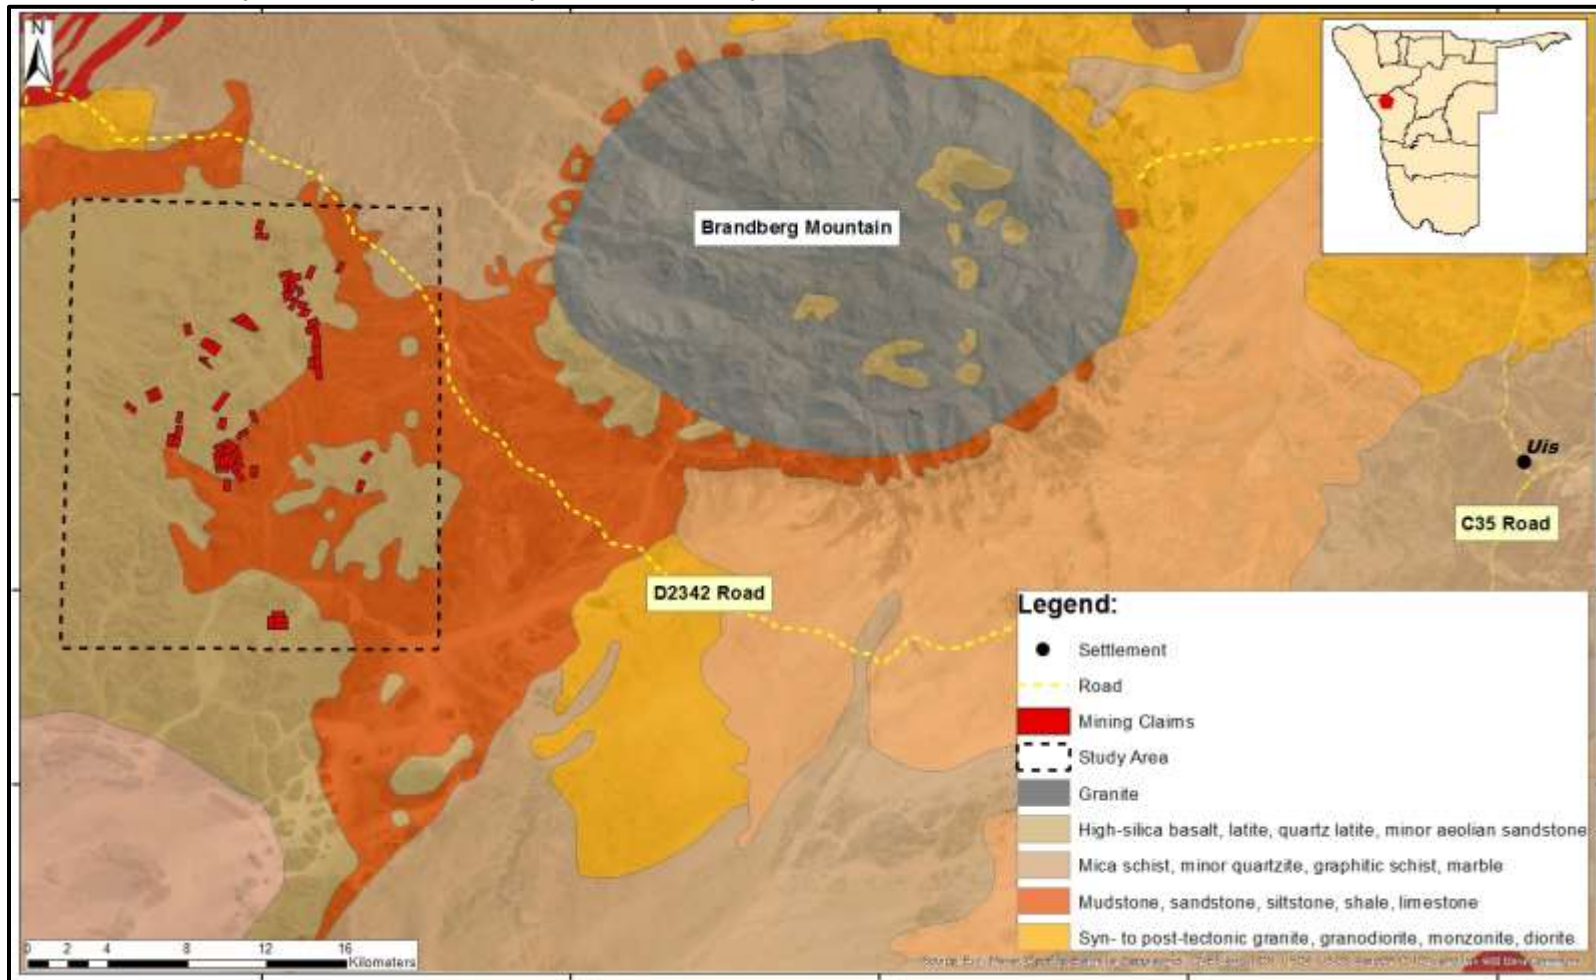 N
Brandberg Mountain
Uis
C35 Road
D2342 Road
Legend:
Settlement
Road
Mining Claims
Study Area
Granite
High-silica basalt, latite, quartz latite, minor aeolian sandstone
Mica schist, minor quartzite, graphitic schist, marble
Mudstone, sandstone, siltstone, shale, limestone
Syn- to post-tectonic granite, granodiorite, monzonite, diorite
0 2 4 8 12 16
Kilometers